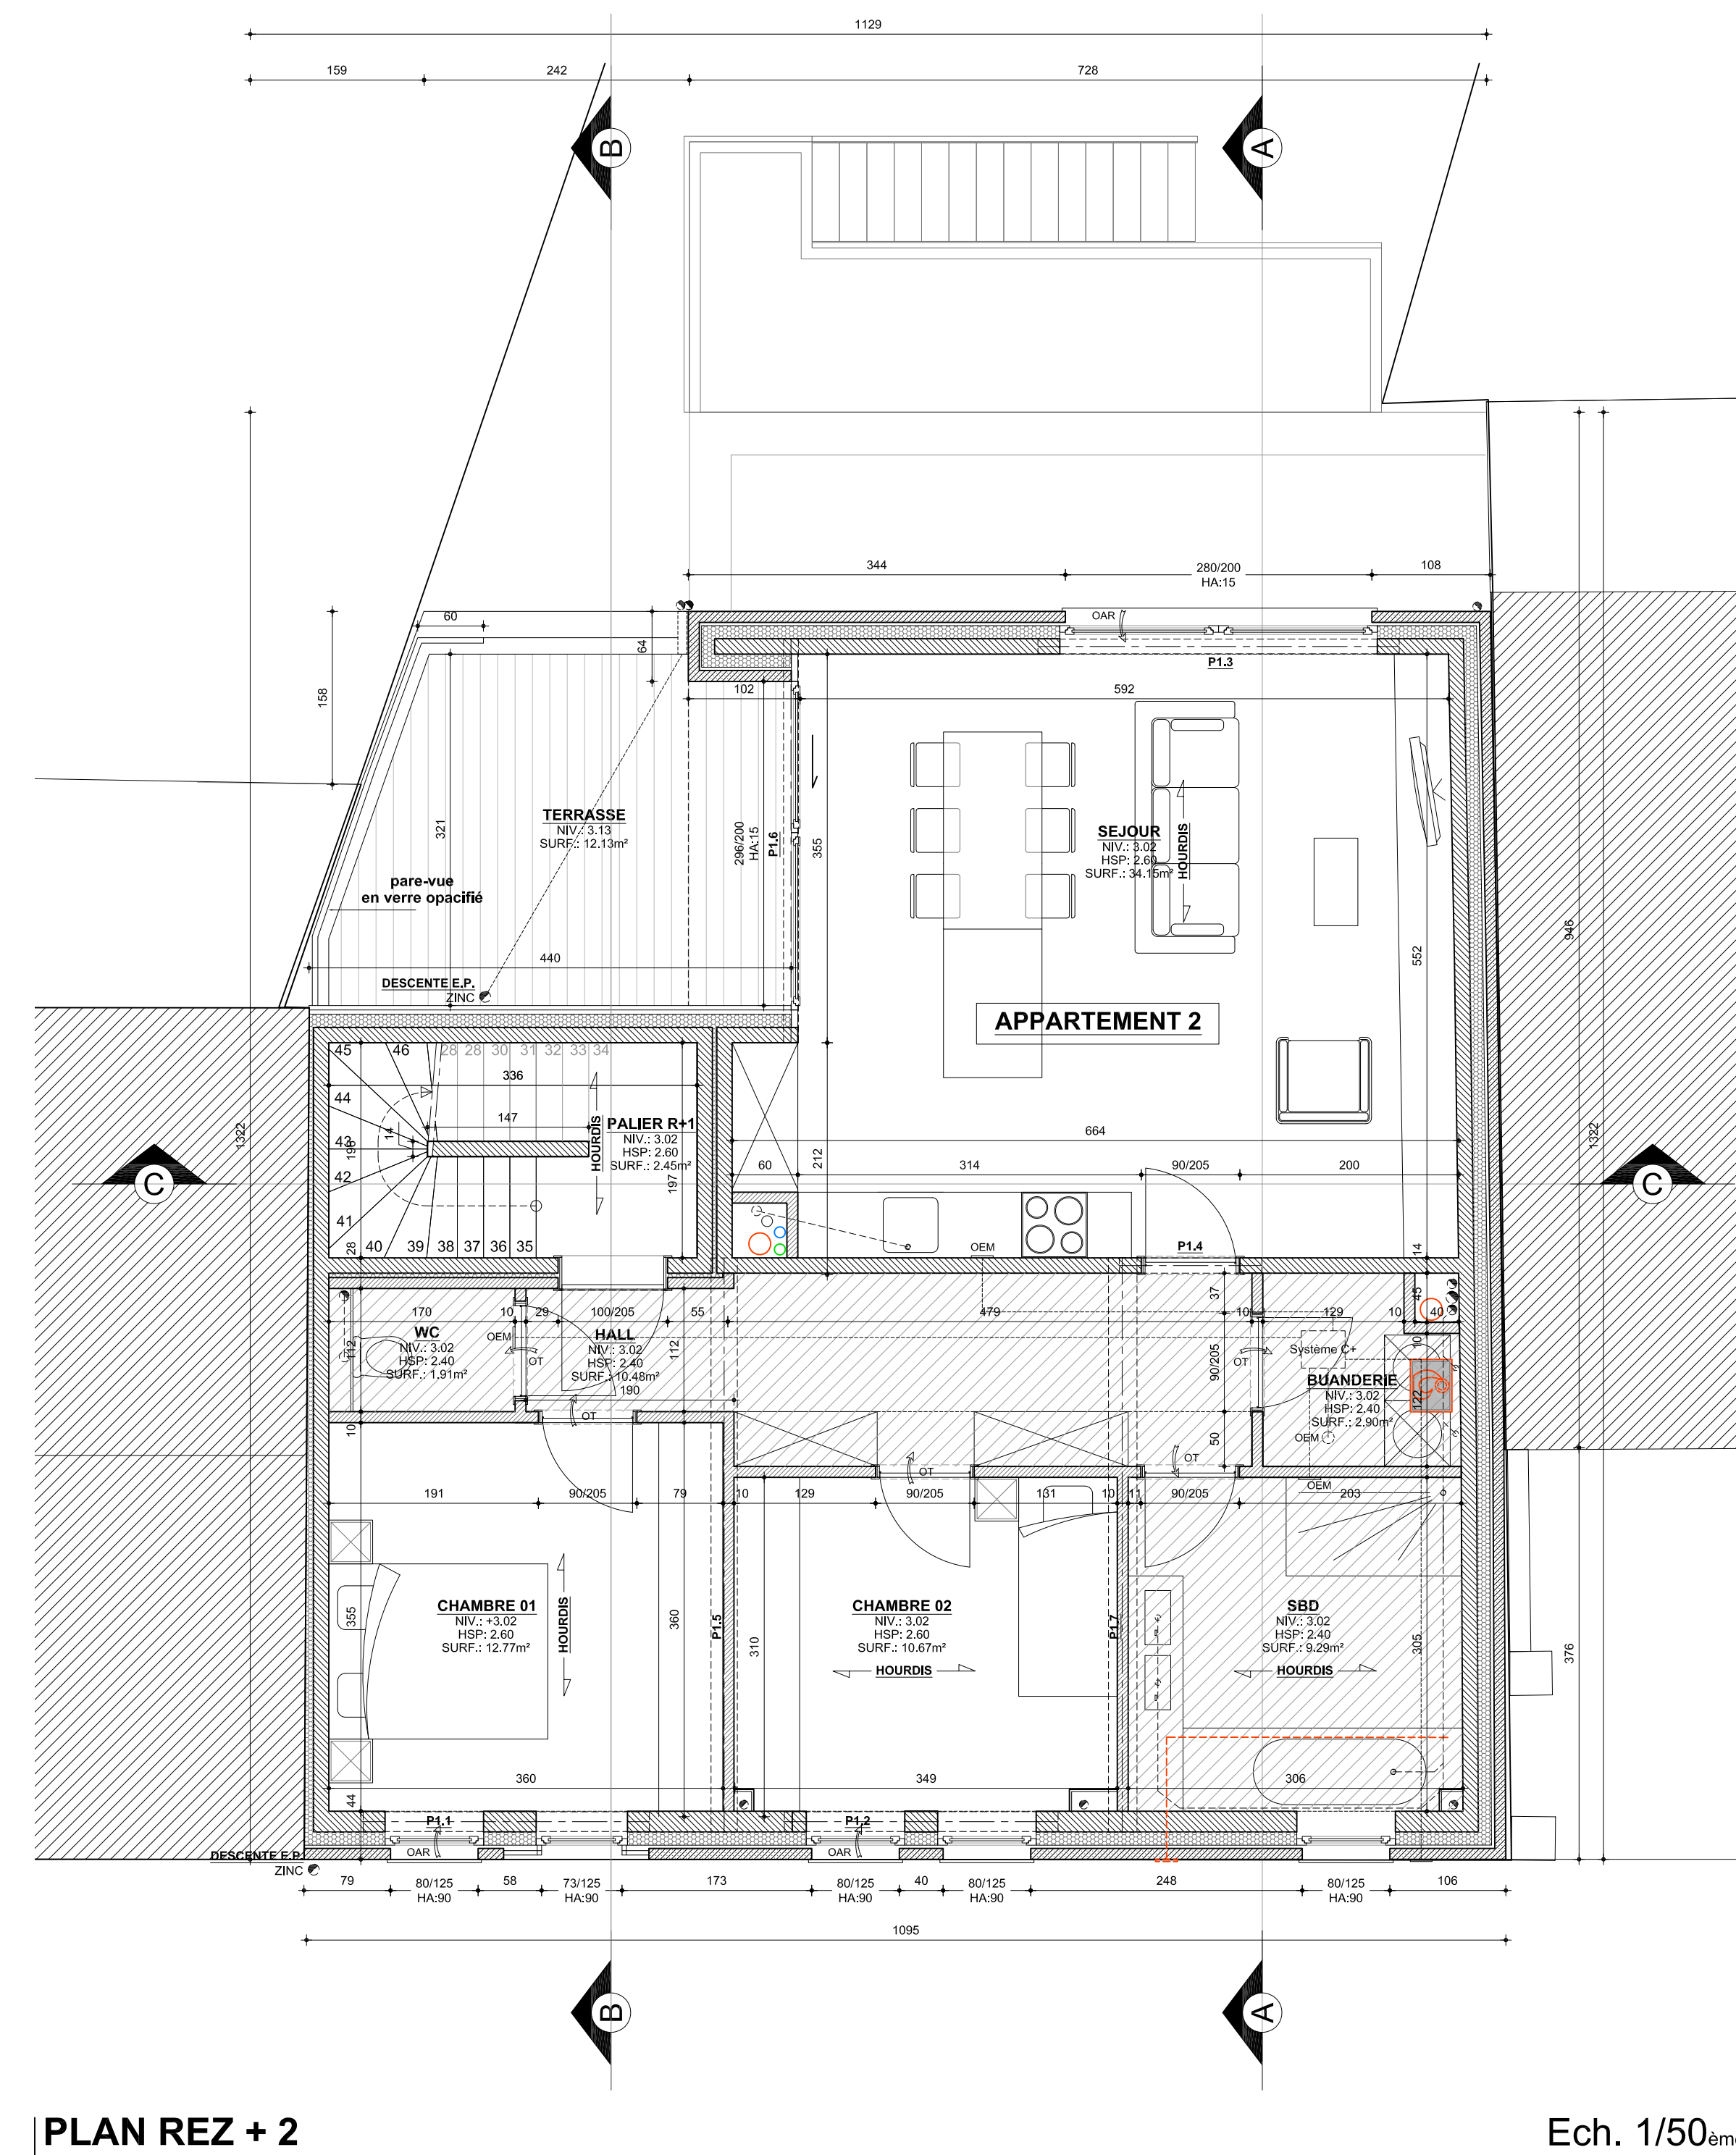 1129
159
242
728
B
A
344
280/200
HA:15
108
OAR
P1.3
60
64
158
102
592
321
TERRASSE
NIV.: 3.13
SURF.: 12.13m²
296/200
HA:15
P1.6
355
SEJOUR
NIV.: 3.02
HSP: 2.60
SURF.: 34.15m²
HOURDIS
pare-vue
en verre opacifié
946
552
440
DESCENTE E.P.
ZINC
APPARTEMENT 2
45
46
28
28
30
31
32
33
34
336
44
147
14
43
PALIER R+1
NIV.: 3.02
HSP: 2.60
SURF.: 2.45m²
HOURDIS
197
1322
1322
664
42
60
212
314
90/205
200
C
C
41
28
40
39
38
37
36
35
OEM
P1.4
14
37
45
170
10
29
100/205
55
479
10
129
10
40
WC
NIV.: 3.02
HSP: 2.40
SURF.: 1.91m²
112
OEM
OT
HALL
NIV.: 3.02
HSP: 2.40
SURF.: 10.48m²
190
112
90/205
OT
Système C+
10
BUANDERIE
NIV.: 3.02
HSP: 2.40
SURF.: 2.90m²
122
10
OT
50
OEM
OT
OT
OEM
191
90/205
79
10
129
90/205
131
10
11
90/205
203
CHAMBRE 01
NIV.: +3.02
HSP: 2.60
SURF.: 12.77m²
355
HOURDIS
360
P1.5
CHAMBRE 02
NIV.: 3.02
HSP: 2.60
SURF.: 10.67m²
HOURDIS
310
P1.7
SBD
NIV.: 3.02
HSP: 2.40
SURF.: 9.29m²
HOURDIS
305
376
360
349
306
44
P1.1
P1.2
OAR
OAR
DESCENTE E.P.
ZINC
79
80/125
HA:90
58
73/125
HA:90
173
80/125
HA:90
40
80/125
HA:90
248
80/125
HA:90
106
1095
B
A
PLAN REZ + 2
Ech. 1/50